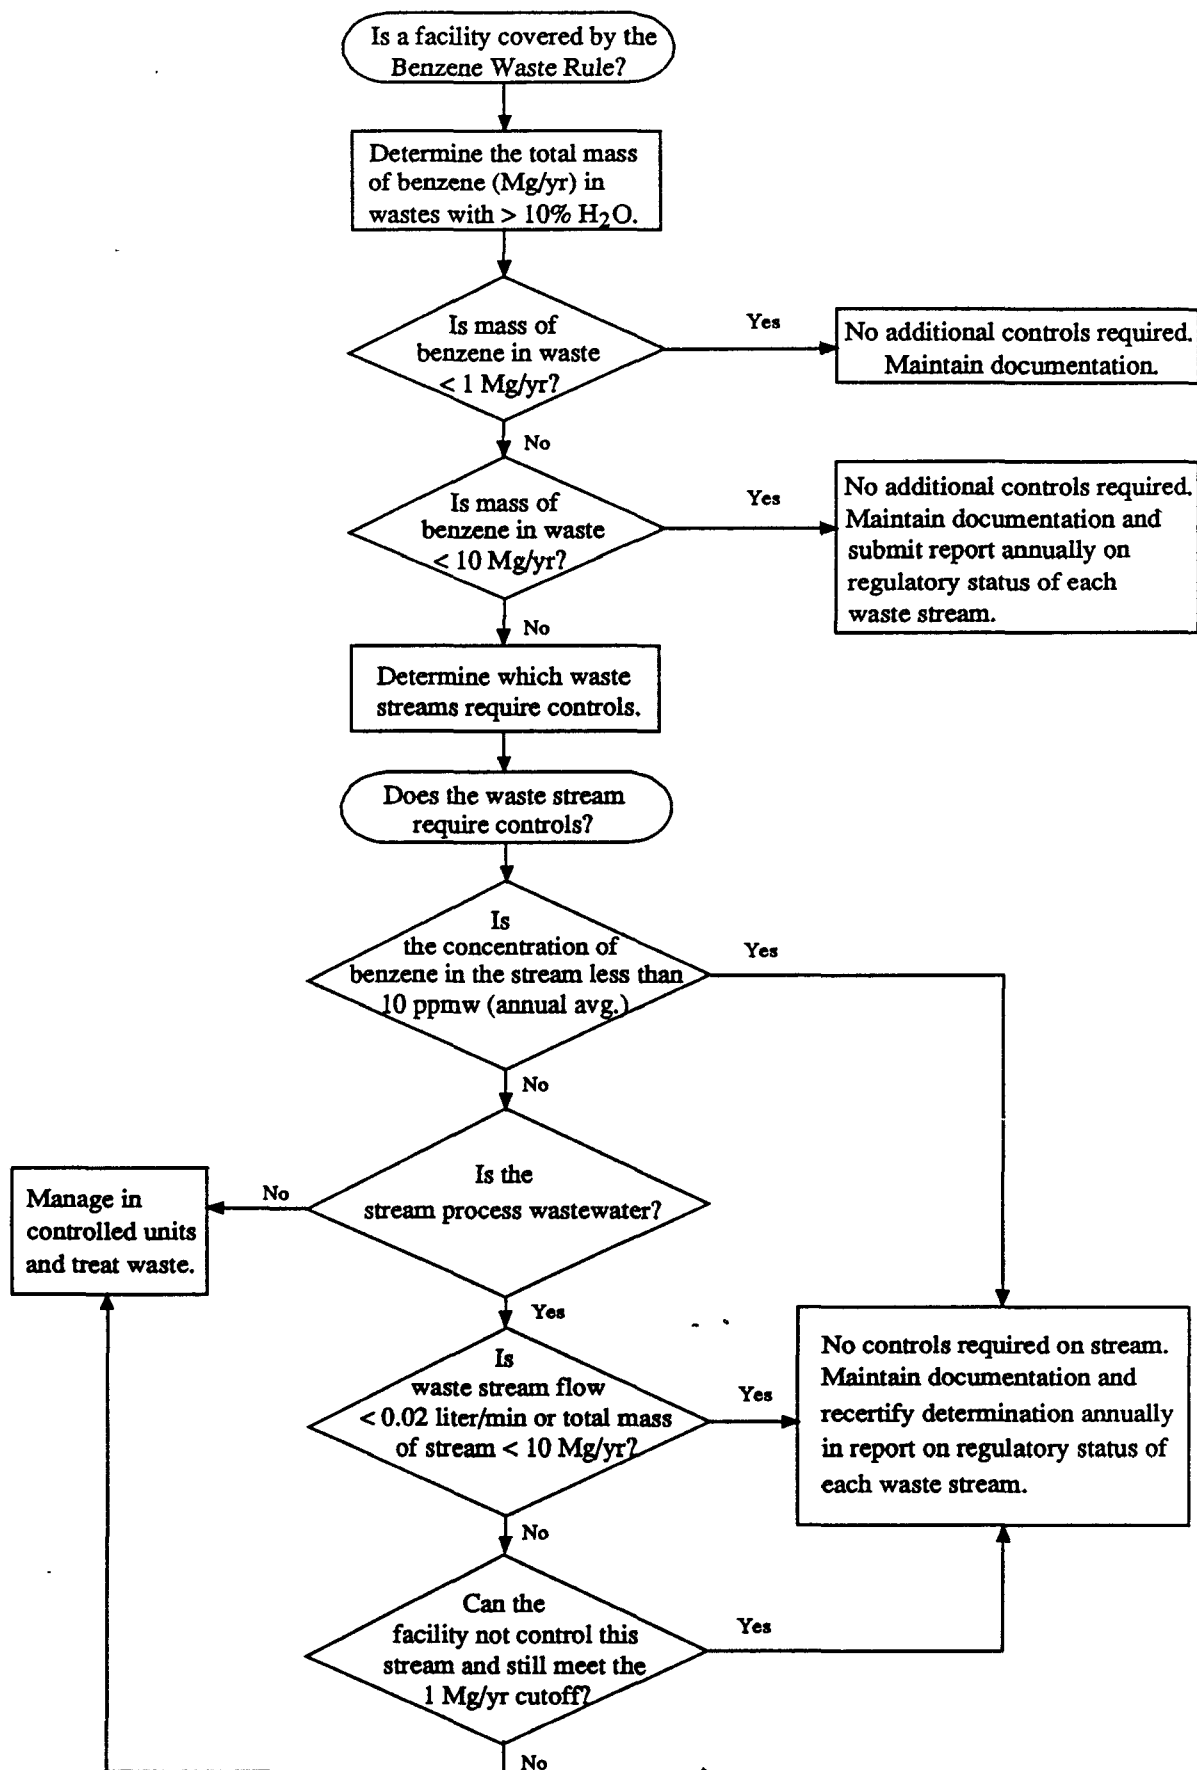 Is a facility covered by the
Benzene Waste Rule?
Determine the total mass
of benzene (Mg/yr) in
wastes with > 10% H₂O.
Is mass of
benzene in waste
< 1 Mg/yr?
Yes
No additional controls required.
Maintain documentation.
No
Is mass of
benzene in waste
< 10 Mg/yr?
Yes
No additional controls required.
Maintain documentation and
submit report annually on
regulatory status of each
waste stream.
No
Determine which waste
streams require controls.
Does the waste stream
require controls?
Is
the concentration of
benzene in the stream less than
10 ppmw (annual avg.)
Yes
No
Is the
stream process wastewater?
No
Manage in
controlled units
and treat waste.
Yes
Is
waste stream flow
< 0.02 liter/min or total mass
of stream < 10 Mg/yr?
Yes
No controls required on stream.
Maintain documentation and
recertify determination annually
in report on regulatory status of
each waste stream.
No
Can the
facility not control this
stream and still meet the
1 Mg/yr cutoff?
Yes
No